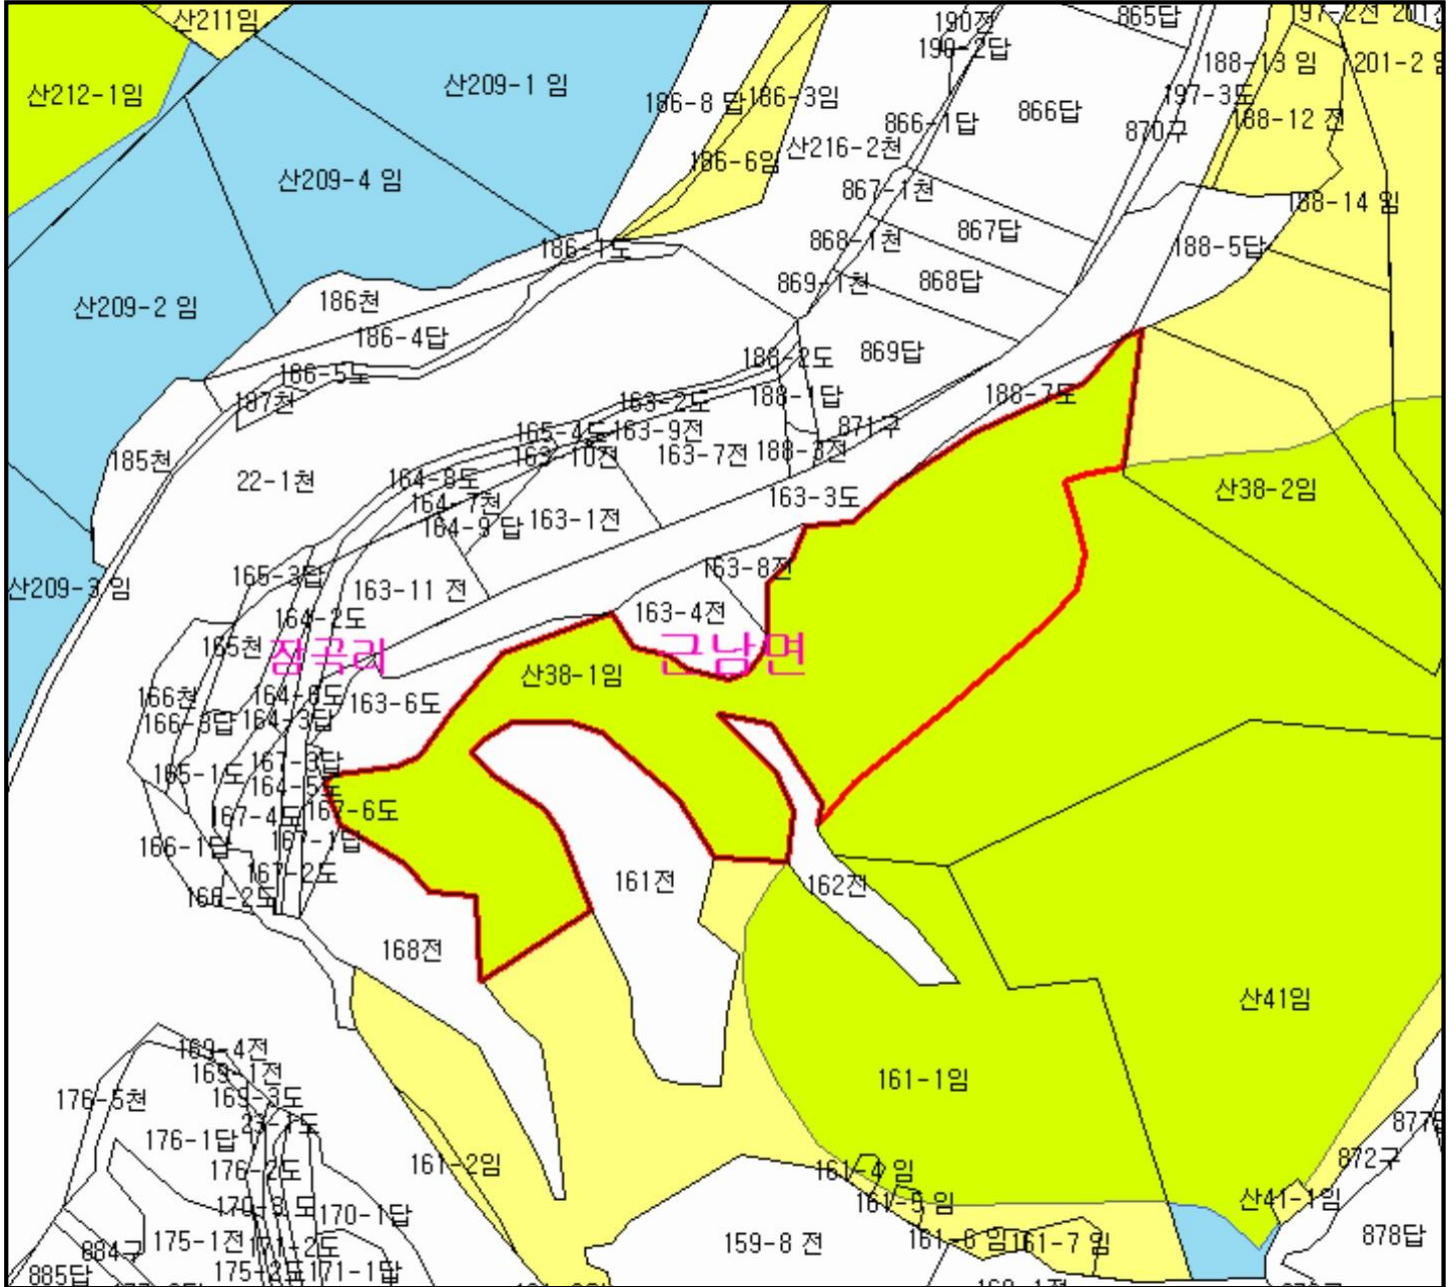 산211임
190전
865답
197-2전
190-2답
188-13 임
201-2 임
산212-1임
산209-1 임
186-8 답
186-3임
197-3도
866답
866-1답
870구
188-12 전
산216-2천
186-6임
산209-4 임
867-1천
188-14 임
867답
868-1천
188-5답
186-1도
868답
869-1천
186천
산209-2 임
186-4답
869답
188-2도
186-5도
188-1답
188-7도
187천
163-2도
871구
165-4도
163-9전
163-10전
163-7전
188-3전
185천
22-1천
164-8도
산38-2임
163-3도
164-7천
164-9 답
163-1전
163-8전
165-3답
산209-3 임
163-11 전
163-4전
164-2도
165천
잠곡리
근남면
산38-1임
166천
164-6도
163-6도
166-3답
164-3답
167-3답
165-1도
164-5도
167-4도
167-6도
166-1답
167-1답
167-2도
161전
162전
168전
산41임
169-4전
169-1전
161-1임
176-5천
169-3도
23-1도
877답
176-1답
872구
176-2도
161-2임
161-4 임
산41-1임
161-5 임
170-3도
170-1답
175-1전
171-2도
884구
159-8 전
161-6 임
161-7 임
878답
885답
175-2도
171-1답